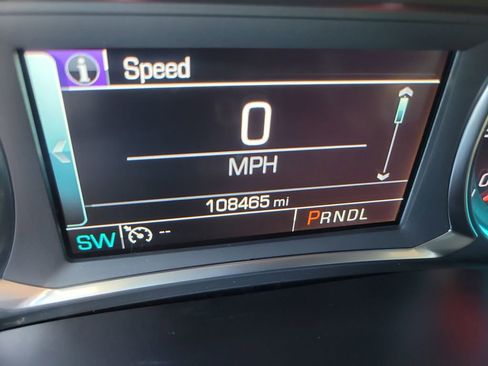 i Speed
0
MPH
108465 mi
SW -- PRNDL